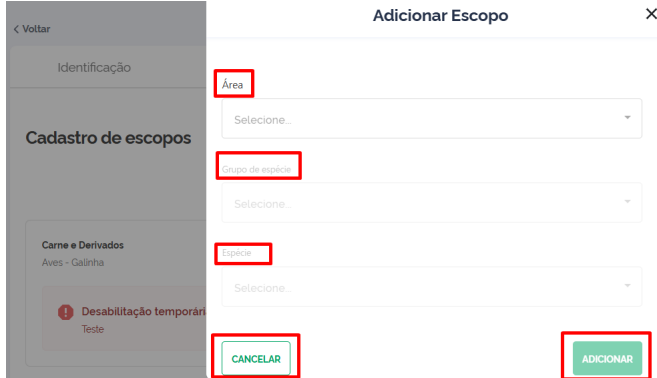 Voltar
Identificação
Cadastro de escopos
Carne e Derivados
Aves - Galinha
Desabilitação temporári
Teste
Adicionar Escopo
Área
Selecione...
Grupo de espécie
Selecione...
Espécie
Selecione...
CANCELAR
ADICIONAR